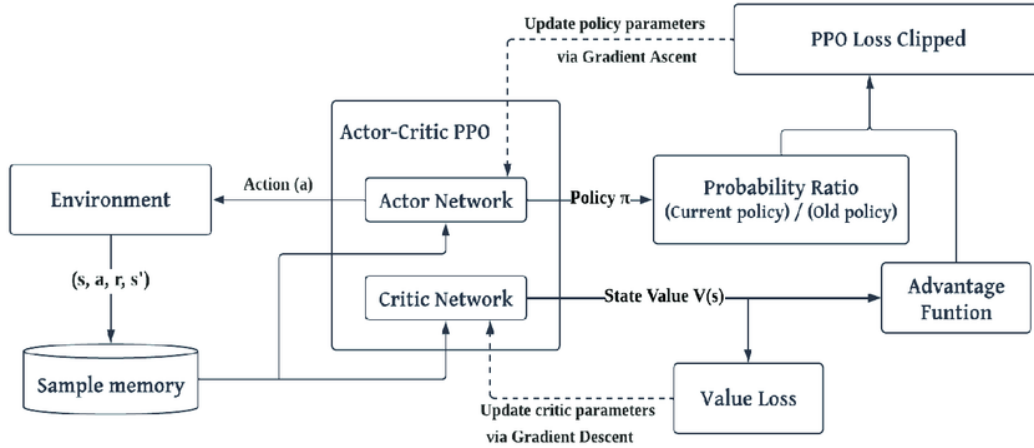 Update policy parameters
via Gradient Ascent
PPO Loss Clipped
Actor-Critic PPO
Environment
Action (a)
Actor Network
Policy π
Probability Ratio
(Current policy) / (Old policy)
(s, a, r, s')
Critic Network
State Value V(s)
Advantage
Funtion
Sample memory
Update critic parameters
via Gradient Descent
Value Loss